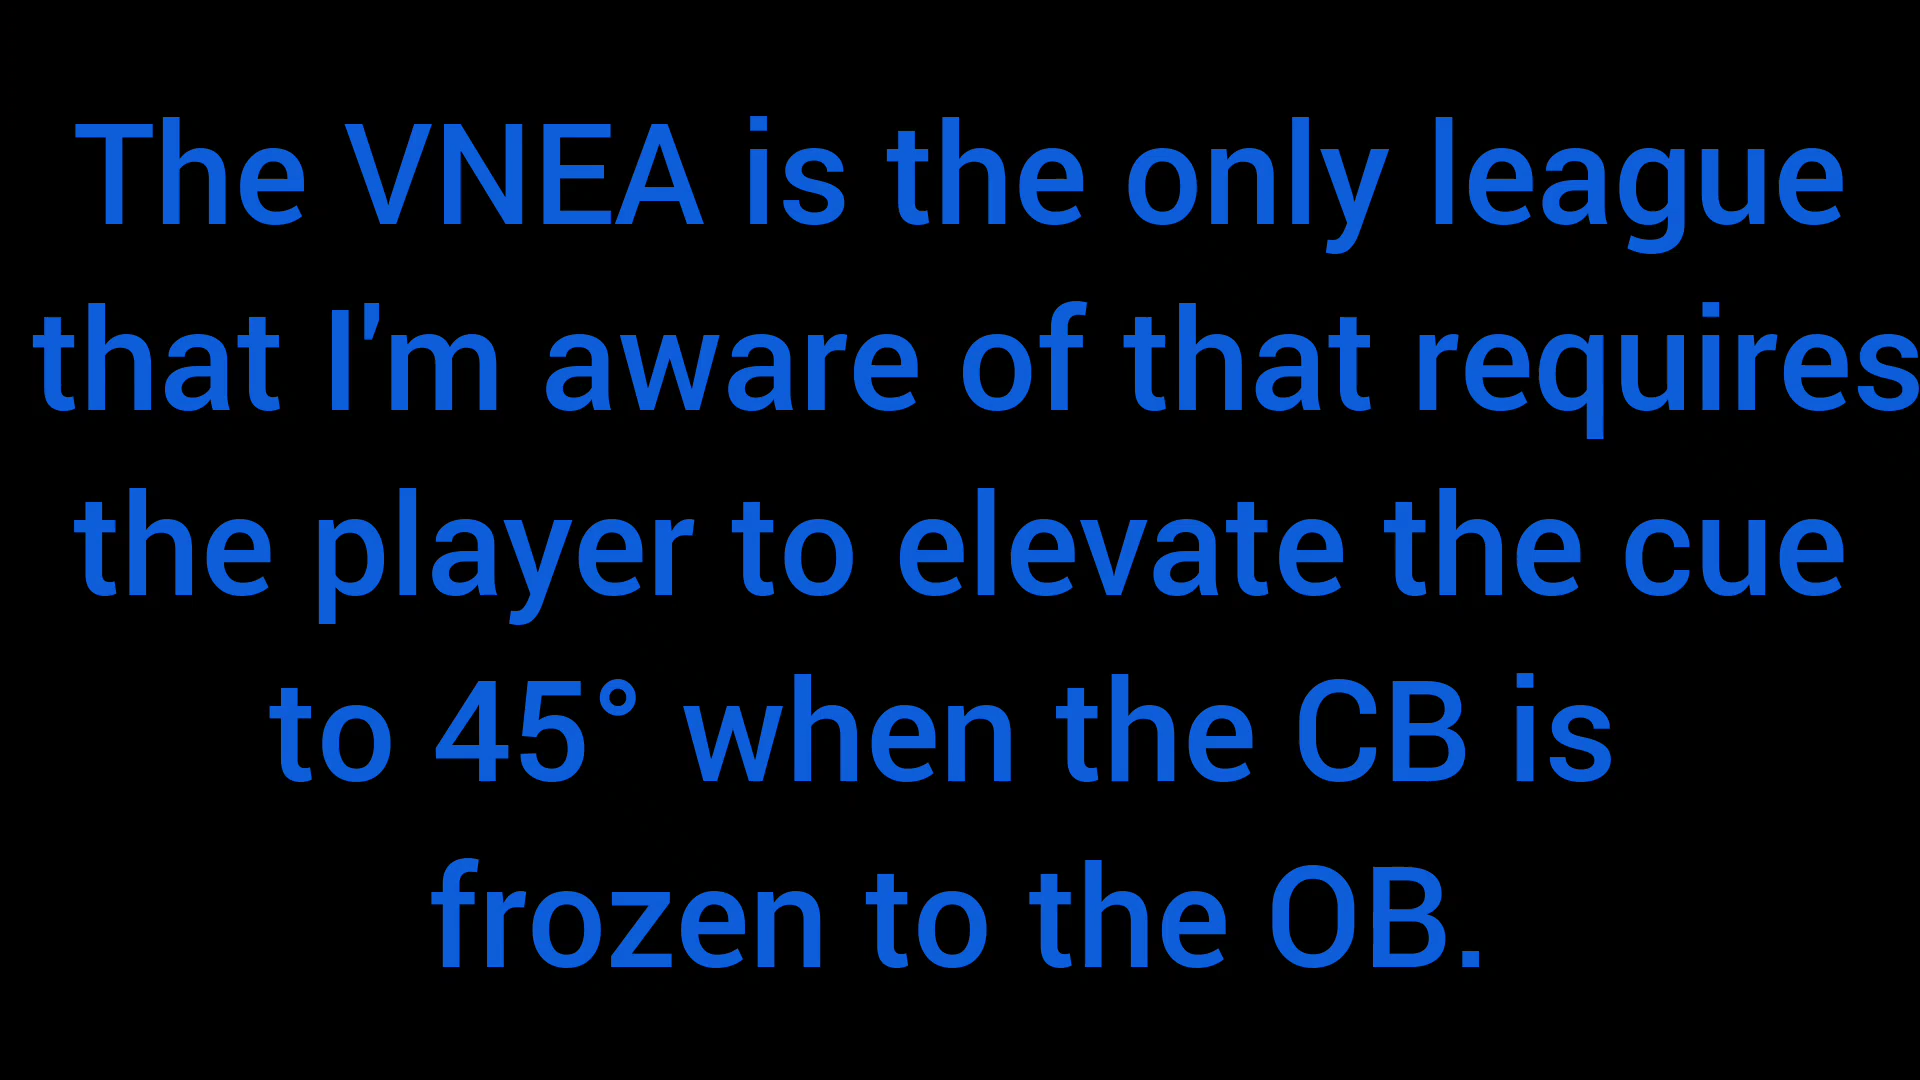 The VNEA is the only league
that I'm aware of that requires
the player to elevate the cue
to 45° when the CB is
frozen to the OB.